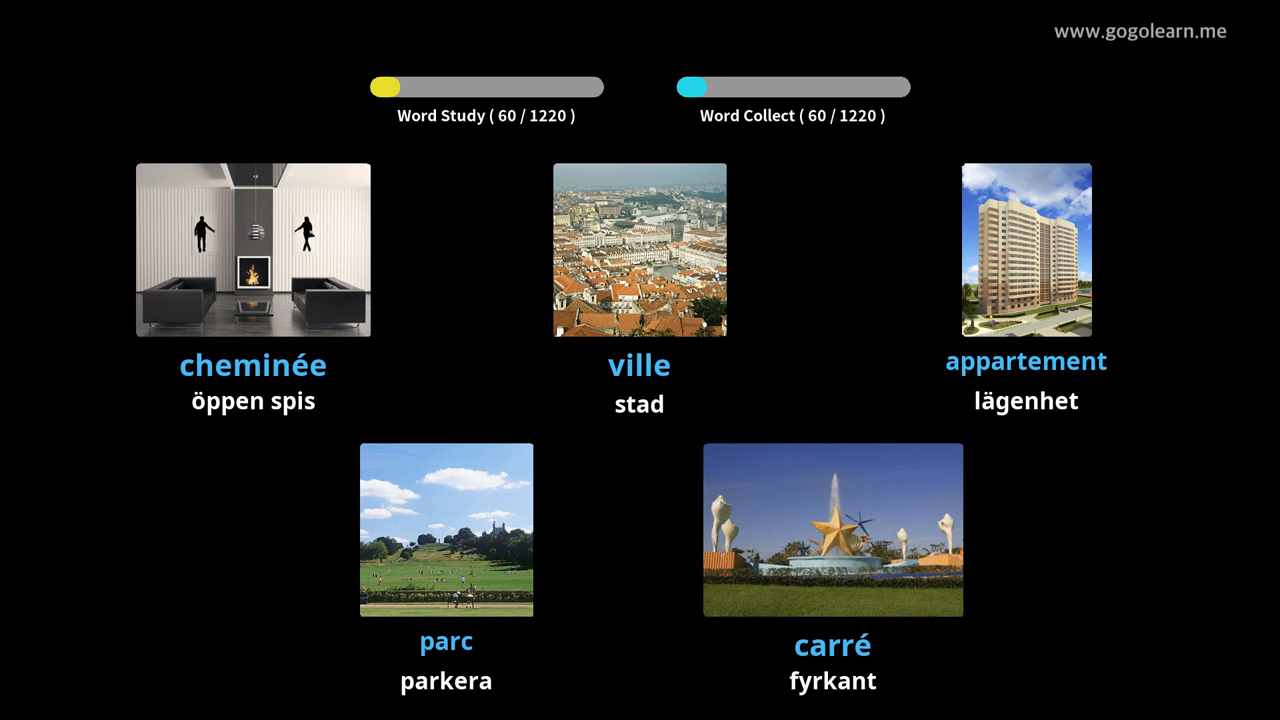 www.gogolearn.me
Word Study ( 60 / 1220 )
Word Collect ( 60 / 1220 )
cheminée
öppen spis
ville
stad
appartement
lägenhet
parc
parkera
carré
fyrkant